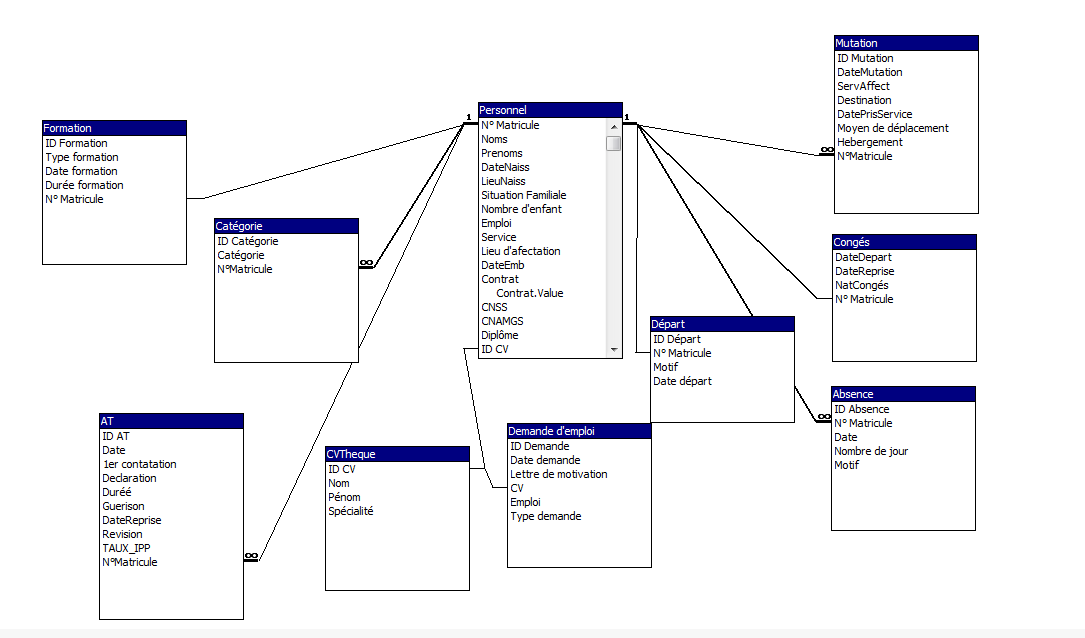 Formation
ID Formation
Type formation
Date formation
Durée formation
N° Matricule
Catégorie
ID Catégorie
Catégorie
N°Matricule
∞
AT
ID AT
Date
1er contatation
Declaration
Duréé
Guerison
DateReprise
Revision
TAUX_IPP
N°Matricule
∞
CVTheque
ID CV
Nom
Pénom
Spécialité
1
Personnel
N° Matricule
Noms
Prenoms
DateNaiss
LieuNaiss
Situation Familiale
Nombre d'enfant
Emploi
Service
Lieu d'afectation
DateEmb
Contrat
Contrat.Value
CNSS
CNAMGS
Diplôme
ID CV
1
Demande d'emploi
ID Demande
Date demande
Lettre de motivation
CV
Emploi
Type demande
Départ
ID Départ
N° Matricule
Motif
Date départ
Mutation
ID Mutation
DateMutation
ServAffect
Destination
DatePrisService
Moyen de déplacement
Hebergement
N°Matricule
∞
Congés
DateDepart
DateReprise
NatCongés
N° Matricule
Absence
ID Absence
N° Matricule
Date
Nombre de jour
Motif
∞